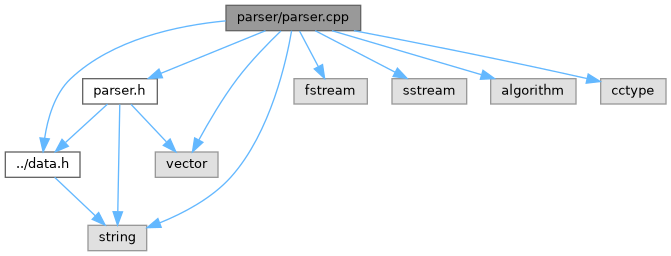 parser/parser.cpp
parser.h
fstream
sstream
algorithm
cctype
../data.h
vector
string